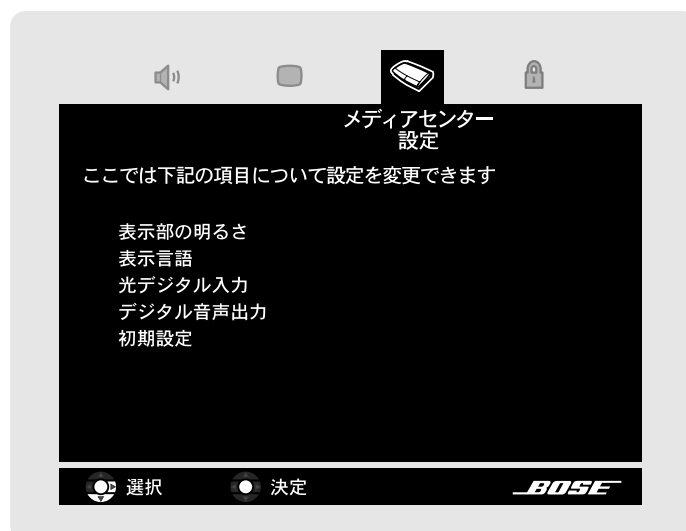 メディアセンター
設定
ここでは下記の項目について設定を変更できます
表示部の明るさ
表示言語
光デジタル入力
デジタル音声出力
初期設定
選択 決定 BOSE